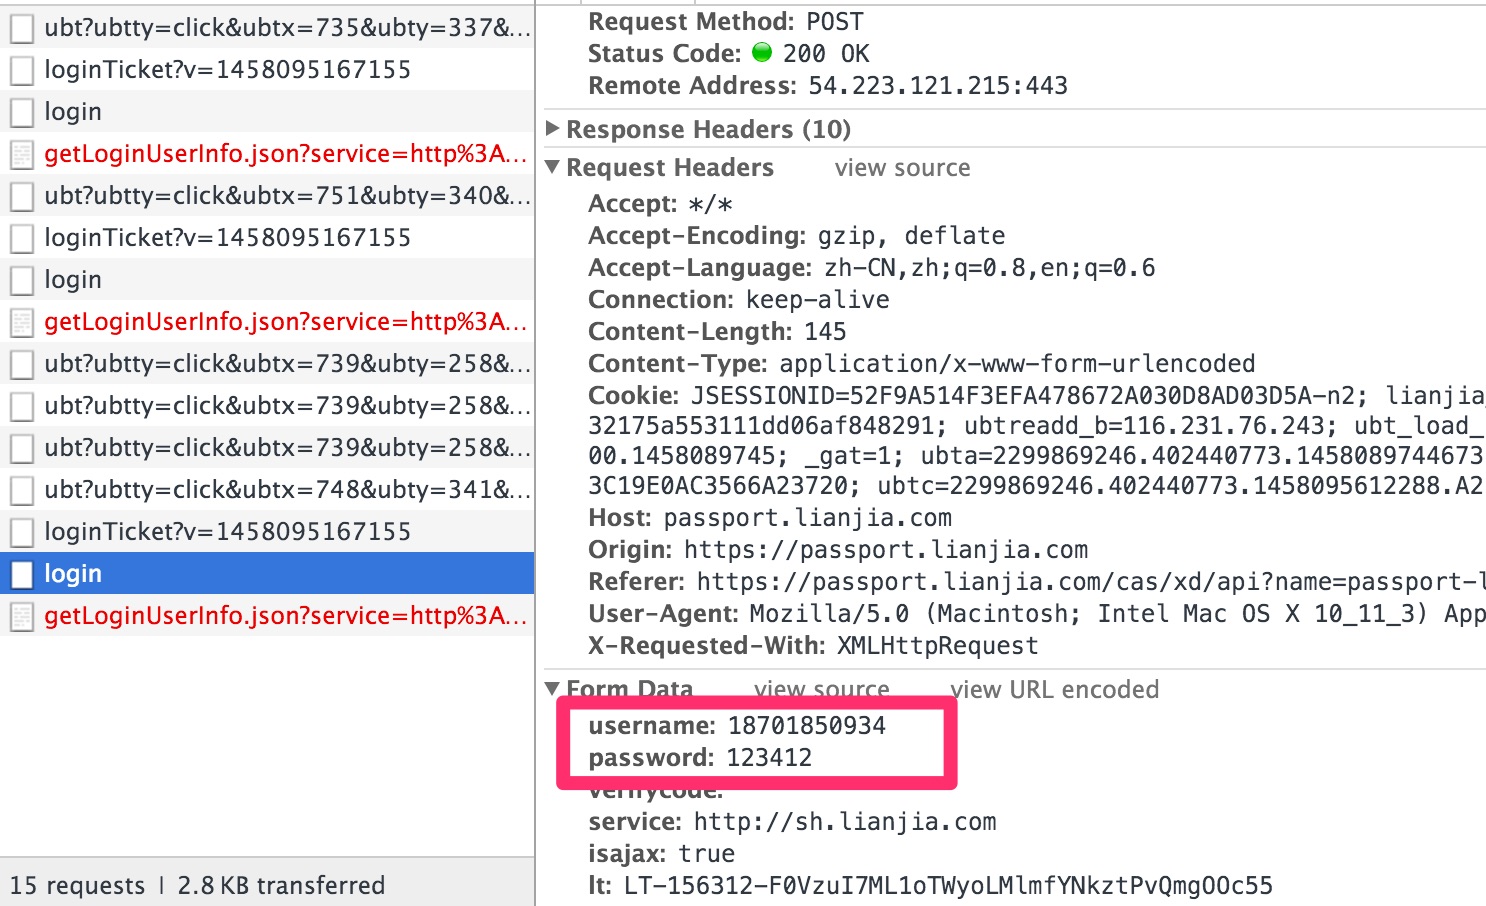 ubt?ubtty=click&ubtx=735&ubty=337&...
loginTicket?v=1458095167155
login
getLoginUserInfo.json?service=http%3A...
ubt?ubtty=click&ubtx=751&ubty=340&...
loginTicket?v=1458095167155
login
getLoginUserInfo.json?service=http%3A...
ubt?ubtty=click&ubtx=739&ubty=258&...
ubt?ubtty=click&ubtx=739&ubty=258&...
ubt?ubtty=click&ubtx=739&ubty=258&...
ubt?ubtty=click&ubtx=748&ubty=341&...
loginTicket?v=1458095167155
login
getLoginUserInfo.json?service=http%3A...
15 requests | 2.8 KB transferred
Request Method: POST
Status Code: 200 OK
Remote Address: 54.223.121.215:443
Response Headers (10)
Request Headers view source
Accept: */*
Accept-Encoding: gzip, deflate
Accept-Language: zh-CN,zh;q=0.8,en;q=0.6
Connection: keep-alive
Content-Length: 145
Content-Type: application/x-www-form-urlencoded
Cookie: JSESSIONID=52F9A514F3EFA478672A030D8AD03D5A-n2; lianjia_
32175a553111dd06af848291; ubtreadd_b=116.231.76.243; ubt_load_
00.1458089745; _gat=1; ubta=2299869246.402440773.1458089744673
3C19E0AC3566A23720; ubtc=2299869246.402440773.1458095612288.A2
Host: passport.lianjia.com
Origin: https://passport.lianjia.com
Referer: https://passport.lianjia.com/cas/xd/api?name=passport-l
User-Agent: Mozilla/5.0 (Macintosh; Intel Mac OS X 10_11_3) App
X-Requested-With: XMLHttpRequest
Form Data view source view URL encoded
username: 18701850934
password: 123412
verifycode:
service: http://sh.lianjia.com
isajax: true
lt: LT-156312-F0VzuI7ML1oTWyoLMlmfYNkztPvQmgOOc55